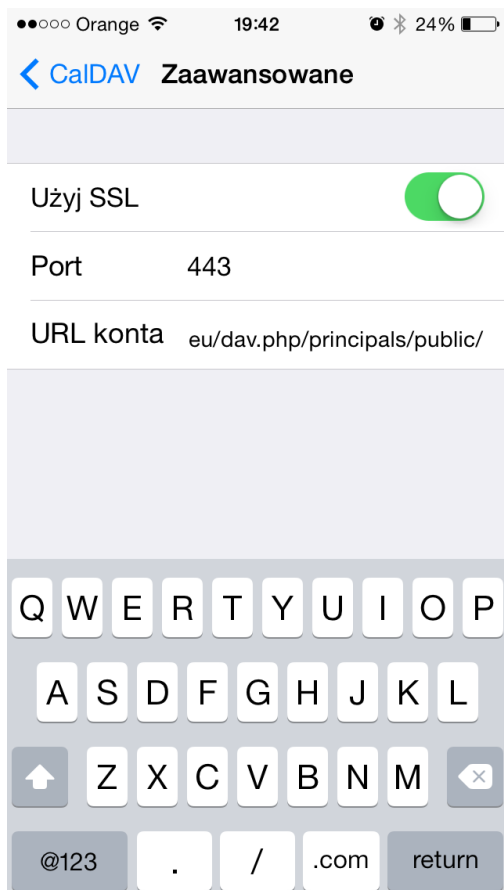 Orange 19:42 24%
CalDAV Zaawansowane
Użyj SSL
Port 443
URL konta eu/dav.php/principals/public/
Q W E R T Y U I O P
A S D F G H J K L
Z X C V B N M
@123 . / .com return